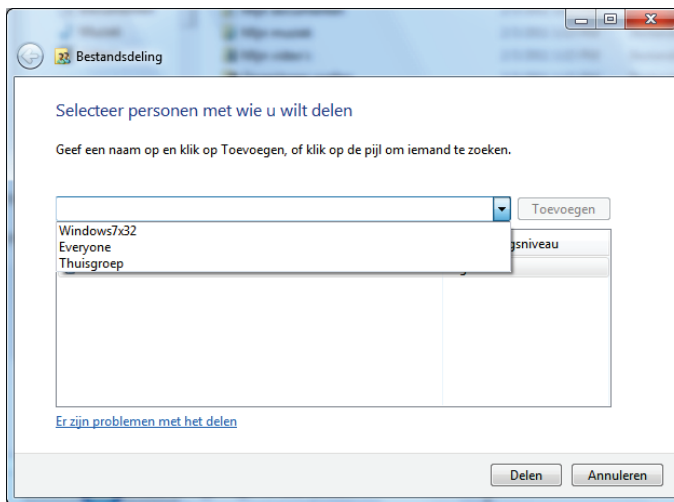 Bestandsdeling
Selecteer personen met wie u wilt delen
Geef een naam op en klik op Toevoegen, of klik op de pijl om iemand te zoeken.
Toevoegen
Windows7x32
Everyone
gsniveau
Thuisgroep
Er zijn problemen met het delen
Delen Annuleren